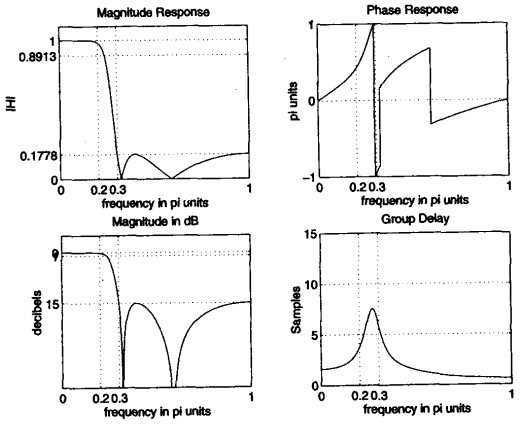 Magnitude Response
1
0.8913
|H|
0.1778
0
0 0.2 0.3 1
frequency in pi units
Phase Response
1
pi units
0
−1
0 0.2 0.3 1
frequency in pi units
Magnitude in dB
0
decibels
15
0 0.2 0.3 1
frequency in pi units
Group Delay
15
10
Samples
5
0
0 0.2 0.3 1
frequency in pi units